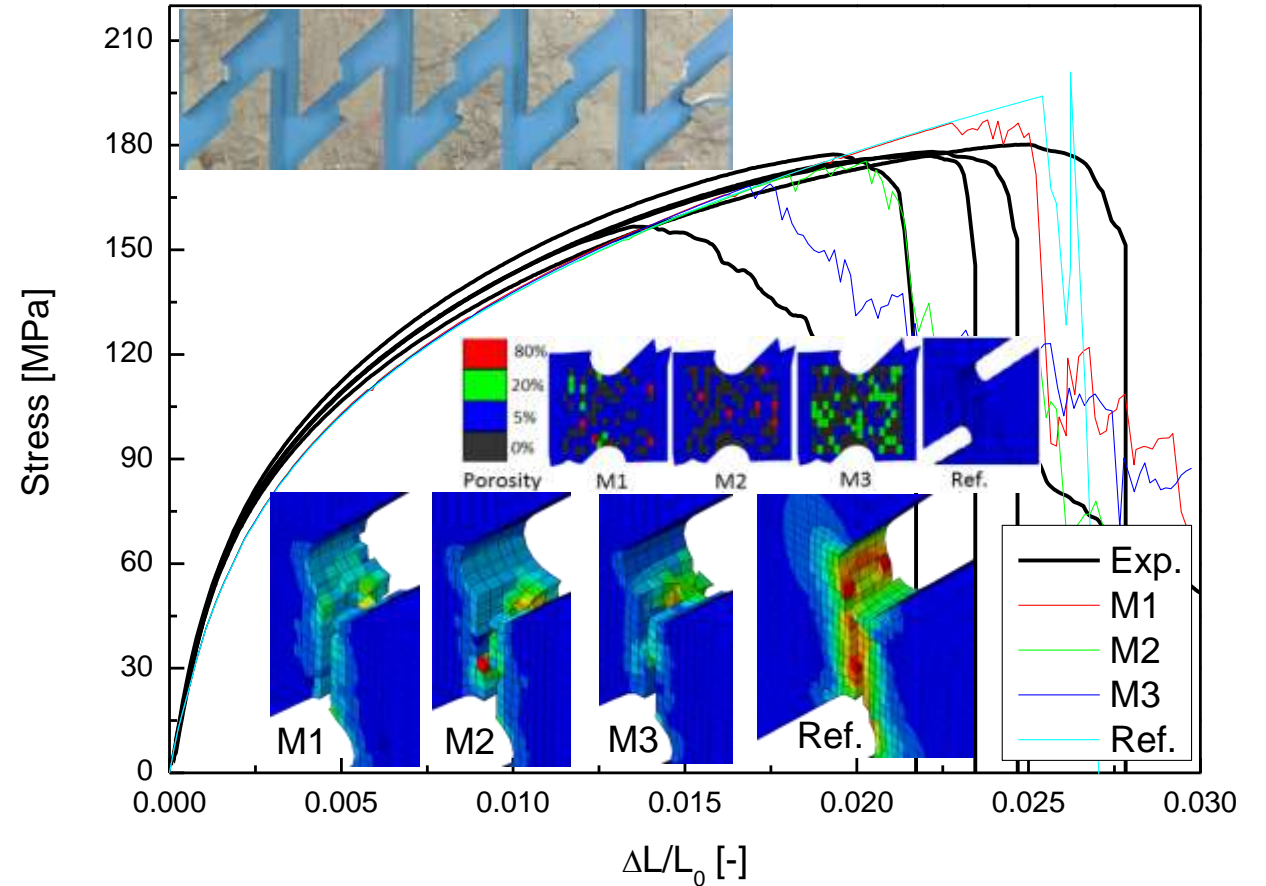 Stress [MPa]
210
180
150
120
90
60
30
0
80%
20%
5%
0%
Porosity M1 M2 M3 Ref.
M1 M2 M3 Ref.
Exp.
M1
M2
M3
Ref.
0.000 0.005 0.010 0.015 0.020 0.025 0.030
ΔL/L₀ [-]